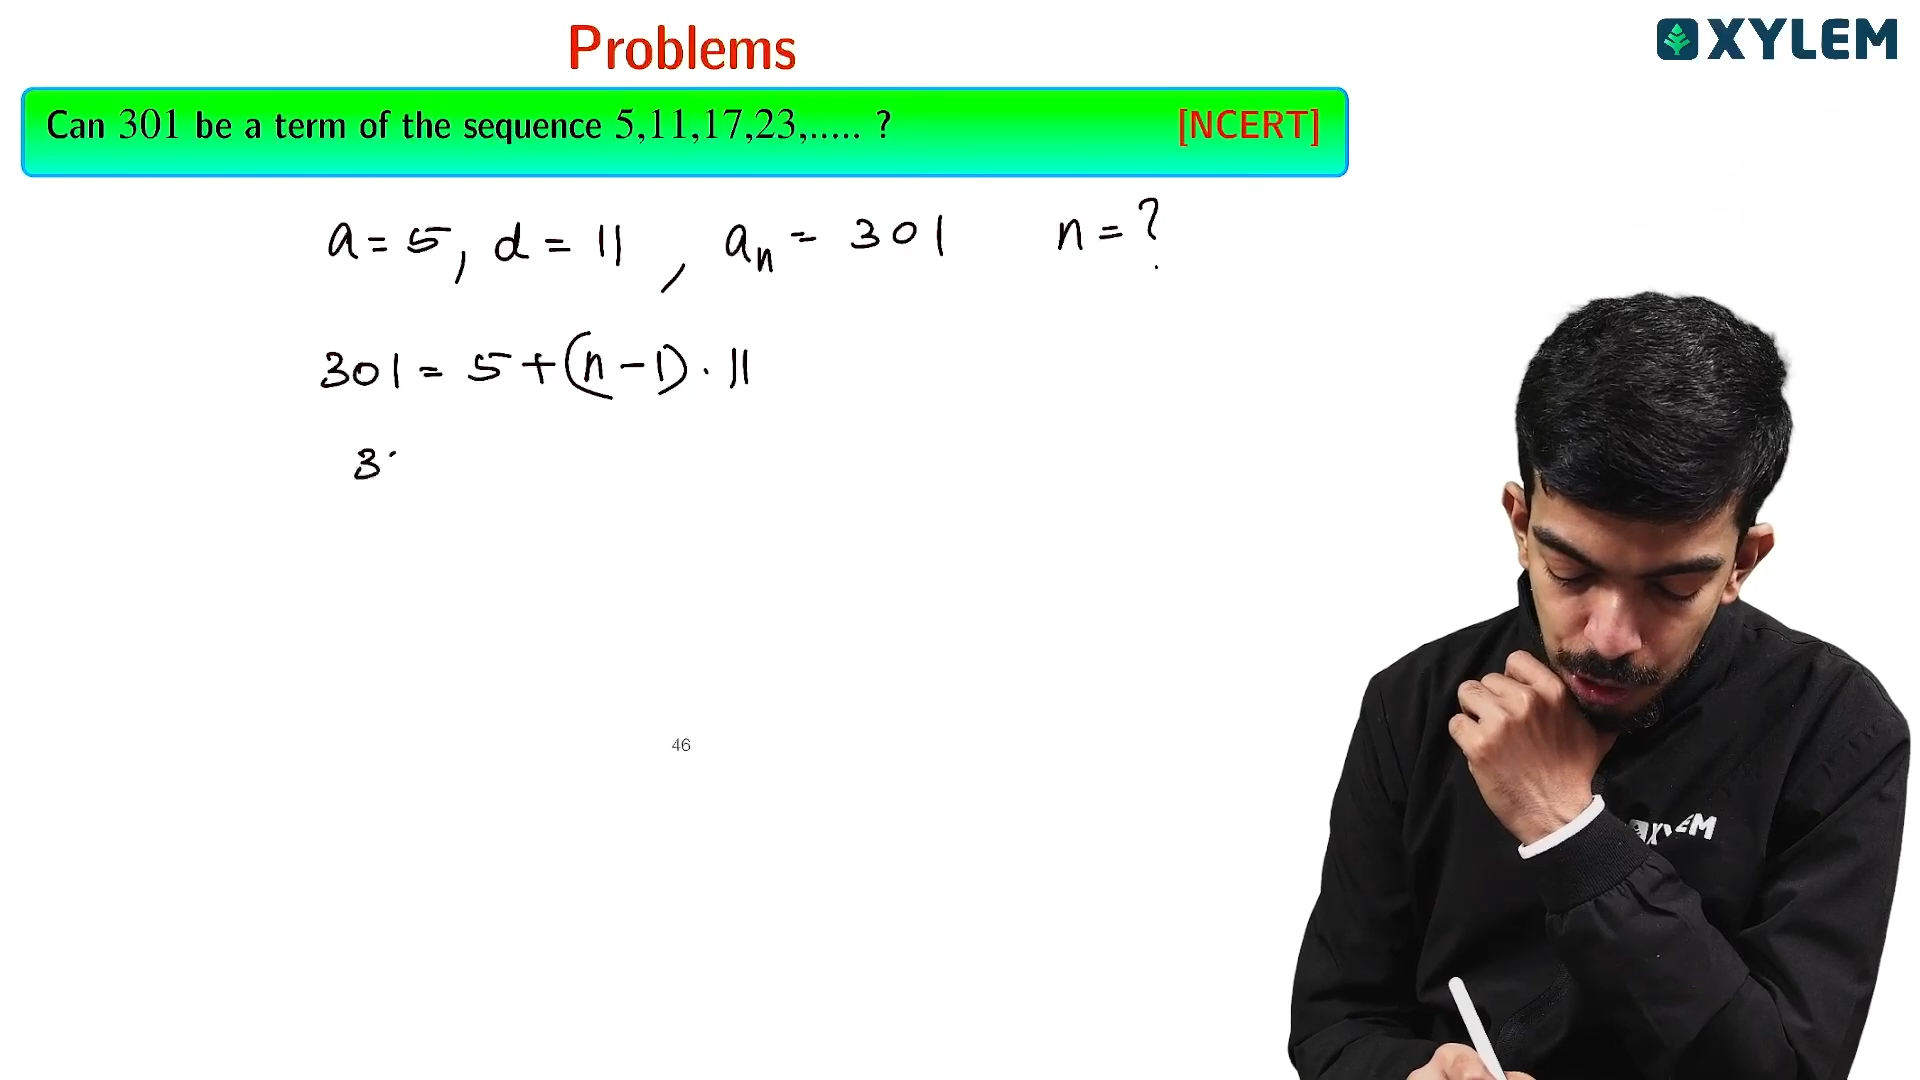 Problems
XYLEM
Can 301 be a term of the sequence 5,11,17,23,..... ? [NCERT]
a = 5, d = 11 , an = 301 n = ?
301 = 5 + (n - 1) · 11
3
46